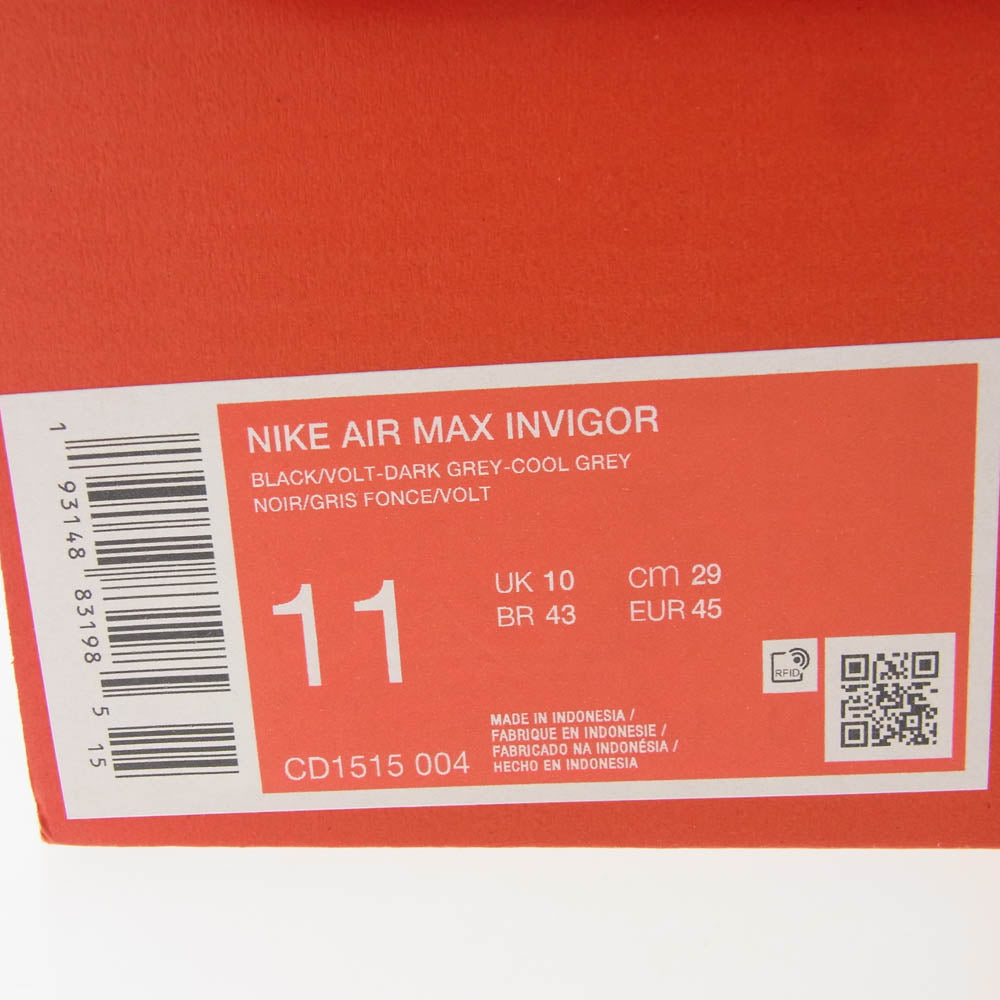 NIKE AIR MAX INVIGOR
BLACK/VOLT-DARK GREY-COOL GREY
NOIR/GRIS FONCE/VOLT
11
UK 10 cm 29
BR 43 EUR 45
CD1515 004
MADE IN INDONESIA /
FABRIQUE EN INDONESIE /
FABRICADO NA INDONÉSIA /
HECHO EN INDONESIA
RFID
1 93148 83198 5 15